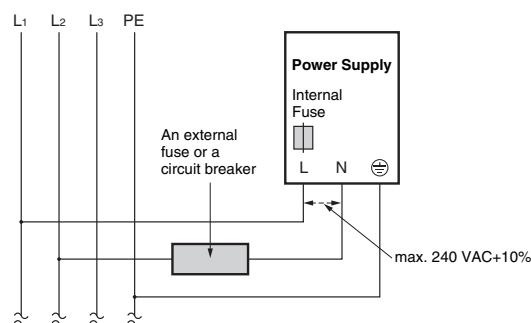 L1 L2 L3 PE
Power Supply
Internal
Fuse
An external
fuse or a
circuit breaker
L N
max. 240 VAC+10%